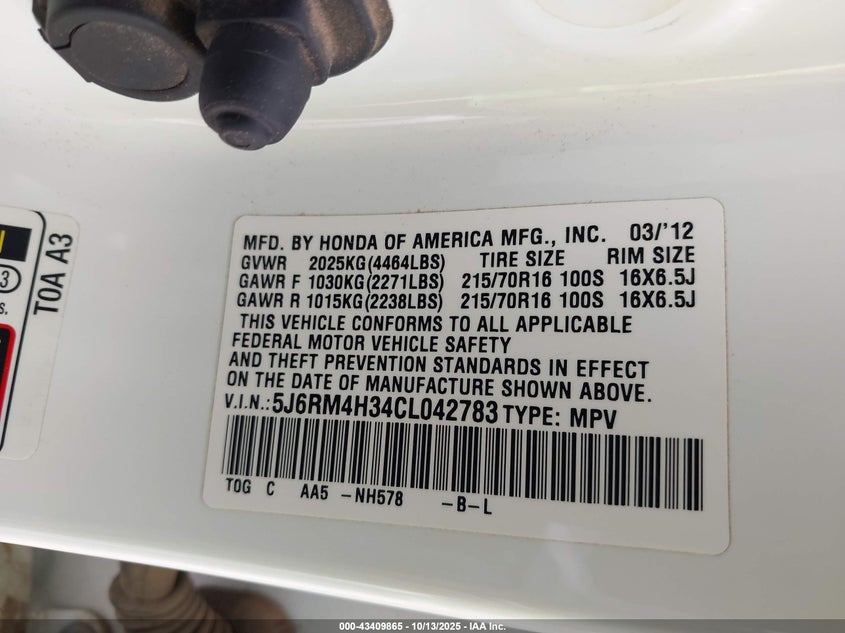 MFD. BY HONDA OF AMERICA MFG., INC. 03/'12
GVWR 2025KG(4464LBS) TIRE SIZE RIM SIZE
GAWR F 1030KG(2271LBS) 215/70R16 100S 16X6.5J
GAWR R 1015KG(2238LBS) 215/70R16 100S 16X6.5J
THIS VEHICLE CONFORMS TO ALL APPLICABLE
FEDERAL MOTOR VEHICLE SAFETY
AND THEFT PREVENTION STANDARDS IN EFFECT
ON THE DATE OF MANUFACTURE SHOWN ABOVE.
V.I.N.:5J6RM4H34CL042783 TYPE: MPV
T0G C AA5 -NH578 -B-L
T0A A3
3
000-43409865 - 10/13/2025 - IAA Inc.